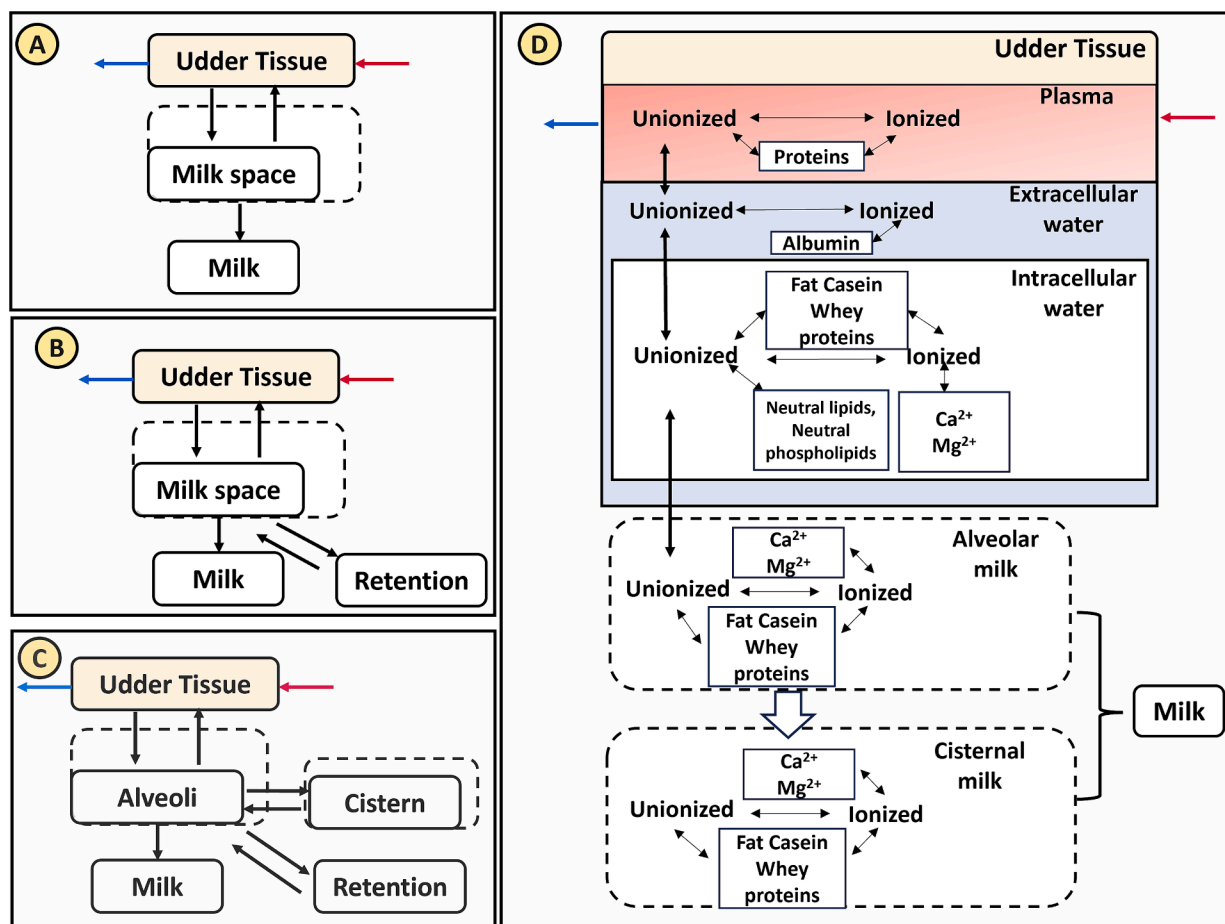 A
Udder Tissue
Milk space
Milk
B
Udder Tissue
Milk space
Milk
Retention
C
Udder Tissue
Alveoli
Cistern
Milk
Retention
D
Udder Tissue
Plasma
Unionized
Ionized
Proteins
Extracellular
water
Unionized
Ionized
Albumin
Intracellular
water
Fat Casein
Whey
proteins
Unionized
Ionized
Neutral lipids,
Neutral
phospholipids
Ca²⁺
Mg²⁺
Alveolar
milk
Ca²⁺
Mg²⁺
Unionized
Ionized
Fat Casein
Whey
proteins
Milk
Cisternal
milk
Ca²⁺
Mg²⁺
Unionized
Ionized
Fat Casein
Whey
proteins